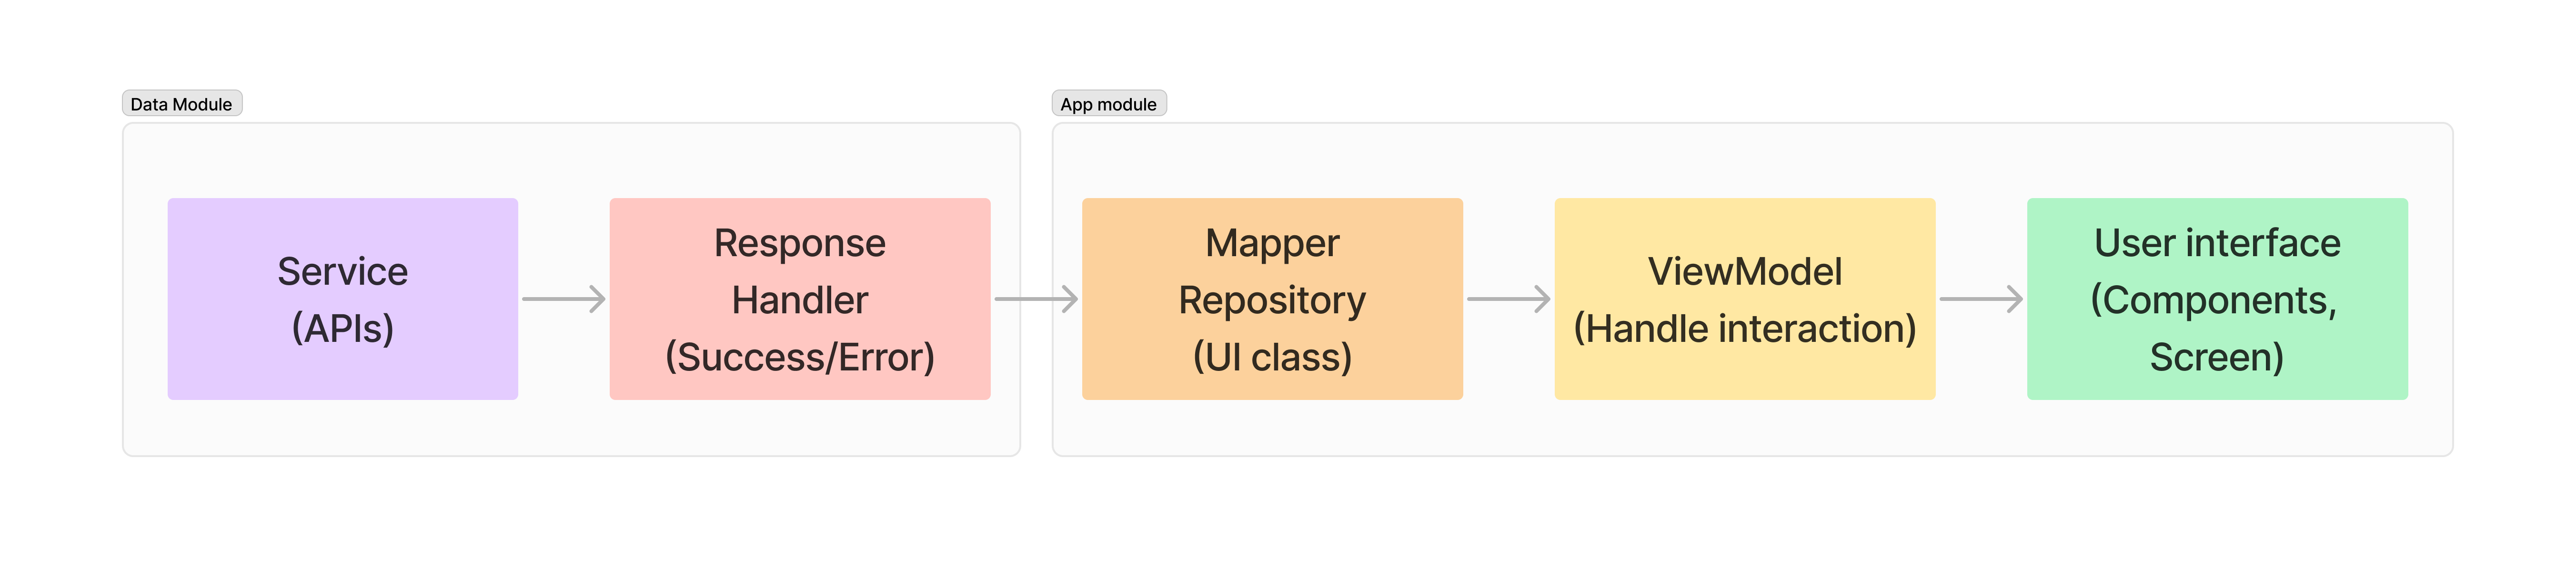 Data Module
App module
Service
(APIs)
Response
Handler
(Success/Error)
Mapper
Repository
(UI class)
ViewModel
(Handle interaction)
User interface
(Components,
Screen)